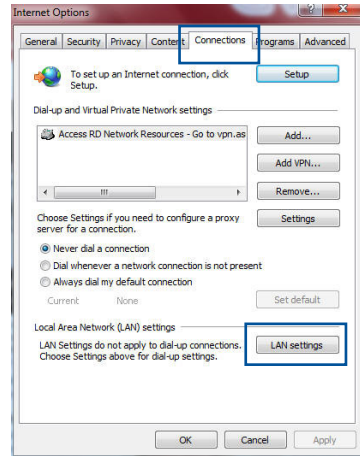 Internet Options
General Security Privacy Content Connections Programs Advanced
To set up an Internet connection, click
Setup.
Setup
Dial-up and Virtual Private Network settings
Access RD Network Resources - Go to vpn.as
Add...
Add VPN...
Remove...
Choose Settings if you need to configure a proxy
server for a connection.
Settings
Never dial a connection
Dial whenever a network connection is not present
Always dial my default connection
Current None
Set default
Local Area Network (LAN) settings
LAN Settings do not apply to dial-up connections.
Choose Settings above for dial-up settings.
LAN settings
OK Cancel Apply